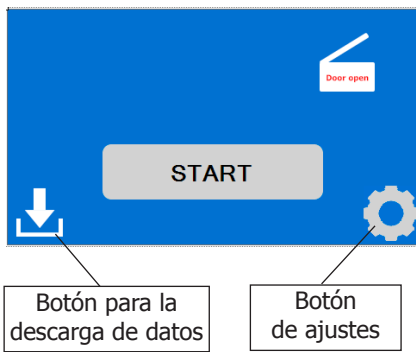 Door open
START
Botón para la
descarga de datos
Botón
de ajustes